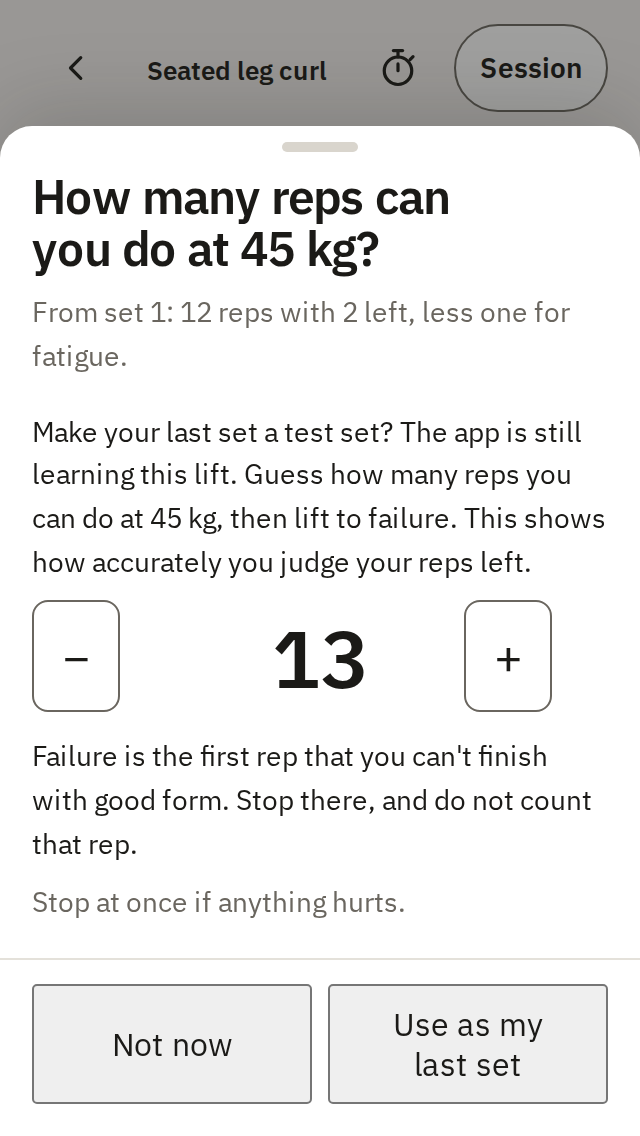 Seated leg curl
Session
How many reps can
you do at 45 kg?
From set 1: 12 reps with 2 left, less one for
fatigue.
Make your last set a test set? The app is still
learning this lift. Guess how many reps you
can do at 45 kg, then lift to failure. This shows
how accurately you judge your reps left.
− 13 +
Failure is the first rep that you can't finish
with good form. Stop there, and do not count
that rep.
Stop at once if anything hurts.
Not now
Use as my
last set